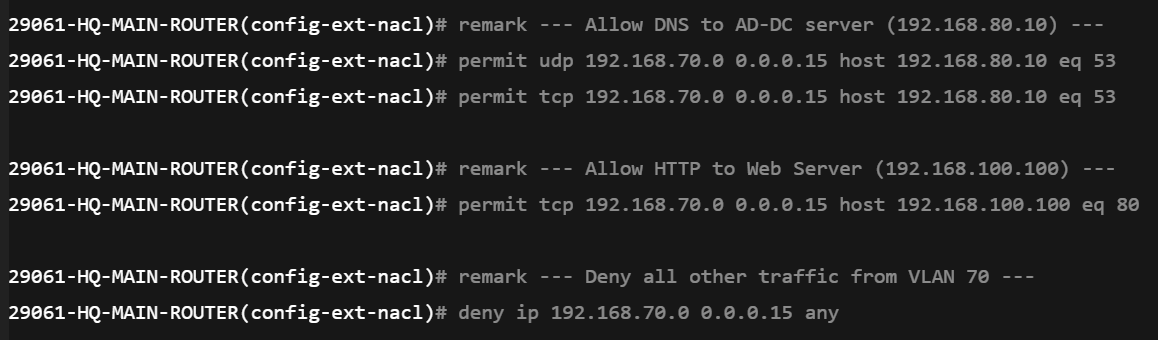 29061-HQ-MAIN-ROUTER(config-ext-nacl)# remark --- Allow DNS to AD-DC server (192.168.80.10) ---
29061-HQ-MAIN-ROUTER(config-ext-nacl)# permit udp 192.168.70.0 0.0.0.15 host 192.168.80.10 eq 53
29061-HQ-MAIN-ROUTER(config-ext-nacl)# permit tcp 192.168.70.0 0.0.0.15 host 192.168.80.10 eq 53
29061-HQ-MAIN-ROUTER(config-ext-nacl)# remark --- Allow HTTP to Web Server (192.168.100.100) ---
29061-HQ-MAIN-ROUTER(config-ext-nacl)# permit tcp 192.168.70.0 0.0.0.15 host 192.168.100.100 eq 80
29061-HQ-MAIN-ROUTER(config-ext-nacl)# remark --- Deny all other traffic from VLAN 70 ---
29061-HQ-MAIN-ROUTER(config-ext-nacl)# deny ip 192.168.70.0 0.0.0.15 any